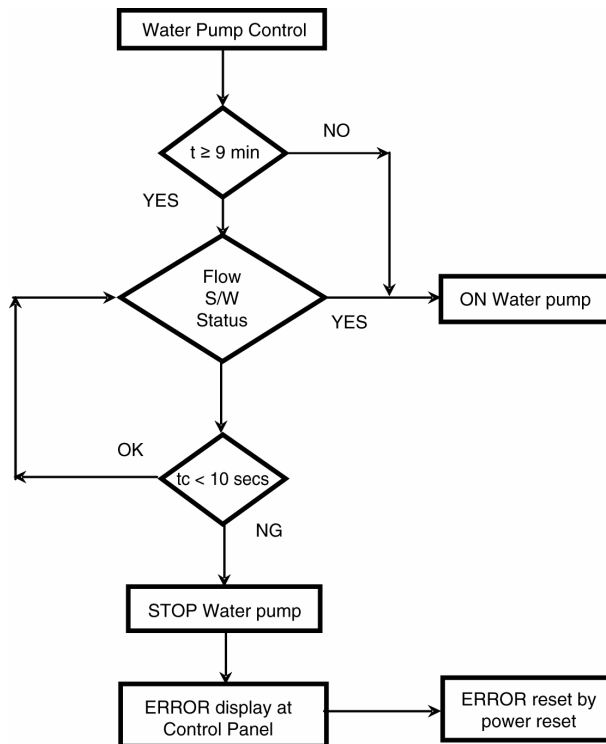 Water Pump Control
NO
t ≥ 9 min
YES
Flow
S/W
Status
YES
ON Water pump
OK
tc < 10 secs
NG
STOP Water pump
ERROR display at
Control Panel
ERROR reset by
power reset